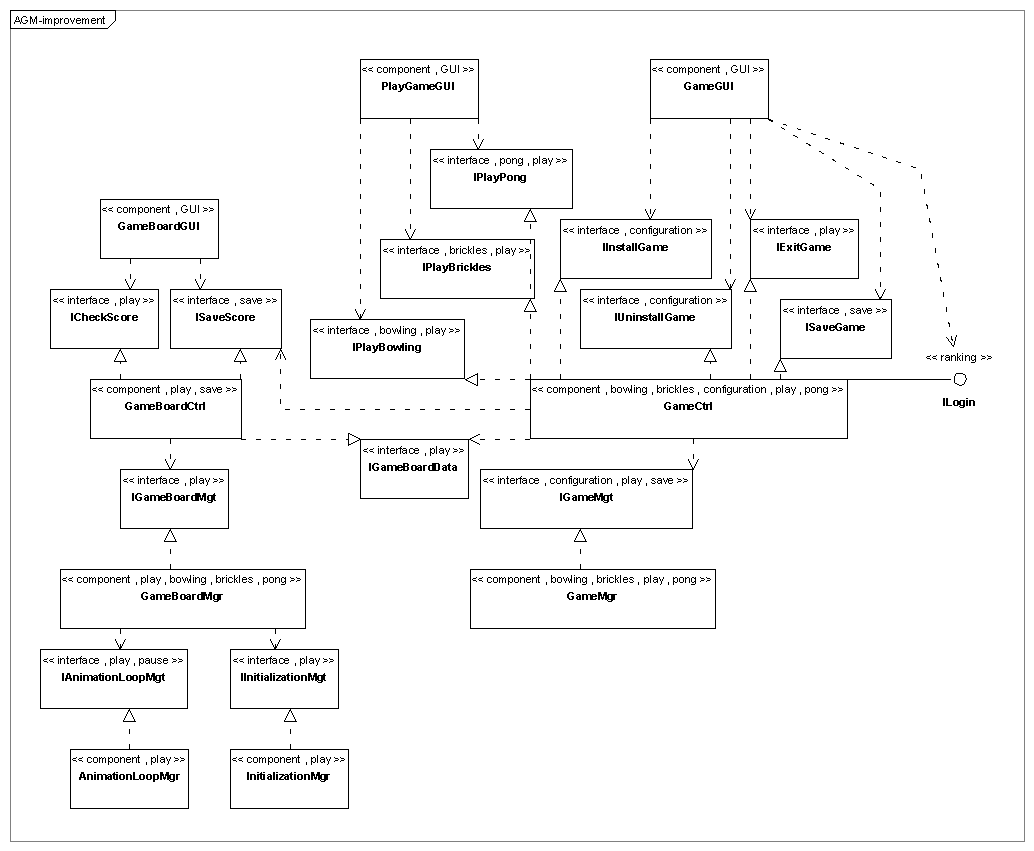 AGM-improvement
<< component , GUI >>
PlayGameGUI
<< component , GUI >>
GameGUI
<< interface , pong , play >>
IPlayPong
<< component , GUI >>
GameBoardGUI
<< interface , brickles , play >>
IPlayBrickles
<< interface , configuration >>
IInstallGame
<< interface , play >>
IExitGame
<< interface , play >>
ICheckScore
<< interface , save >>
ISaveScore
<< interface , bowling , play >>
IPlayBowling
<< interface , configuration >>
IUninstallGame
<< interface , save >>
ISaveGame
<< ranking >>
ILogin
<< component , play , save >>
GameBoardCtrl
<< component , bowling , brickles , configuration , play , pong >>
GameCtrl
<< interface , play >>
IGameBoardData
<< interface , play >>
IGameBoardMgt
<< interface , configuration , play , save >>
IGameMgt
<< component , play , bowling , brickles , pong >>
GameBoardMgr
<< component , bowling , brickles , play , pong >>
GameMgr
<< interface , play , pause >>
IAnimationLoopMgt
<< interface , play >>
IInitializationMgt
<< component , play >>
AnimationLoopMgr
<< component , play >>
InitializationMgr